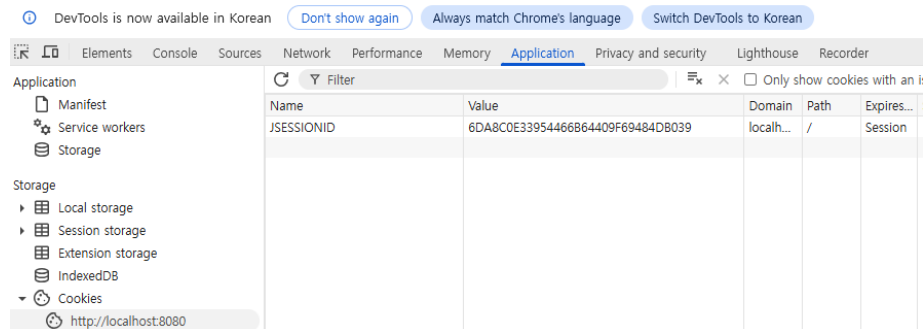 DevTools is now available in Korean Don't show again Always match Chrome's language Switch DevTools to Korean
Elements Console Sources Network Performance Memory Application Privacy and security Lighthouse Recorder
Application
Manifest
Service workers
Storage
Storage
Local storage
Session storage
Extension storage
IndexedDB
Cookies
http://localhost:8080
Filter Only show cookies with an
Name Value Domain Path Expires...
JSESSIONID 6DA8C0E33954466B64409F69484DB039 localh... / Session